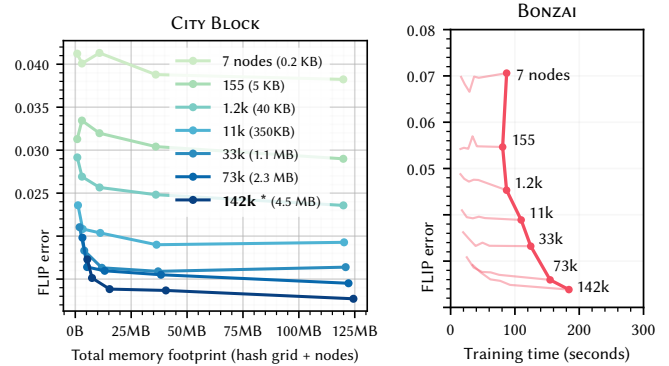 CITY BLOCK
0.040
0.035
0.030
0.025
FLIP error
7 nodes (0.2 KB)
155 (5 KB)
1.2k (40 KB)
11k (350KB)
33k (1.1 MB)
73k (2.3 MB)
142k * (4.5 MB)
0B 25MB 50MB 75MB 100MB 125MB
Total memory footprint (hash grid + nodes)
BONZAI
0.08
0.07
0.06
0.05
FLIP error
7 nodes
155
1.2k
11k
33k
73k
142k
0 100 200 300
Training time (seconds)